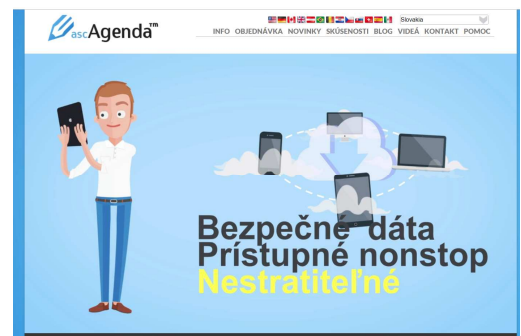 ascAgenda™
Slovakia
INFO OBJEDNÁVKA NOVINKY SKÚSENOSTI BLOG VIDEÁ KONTAKT POMOC
Bezpečné dáta
Prístupné nonstop
Nestratiteľné